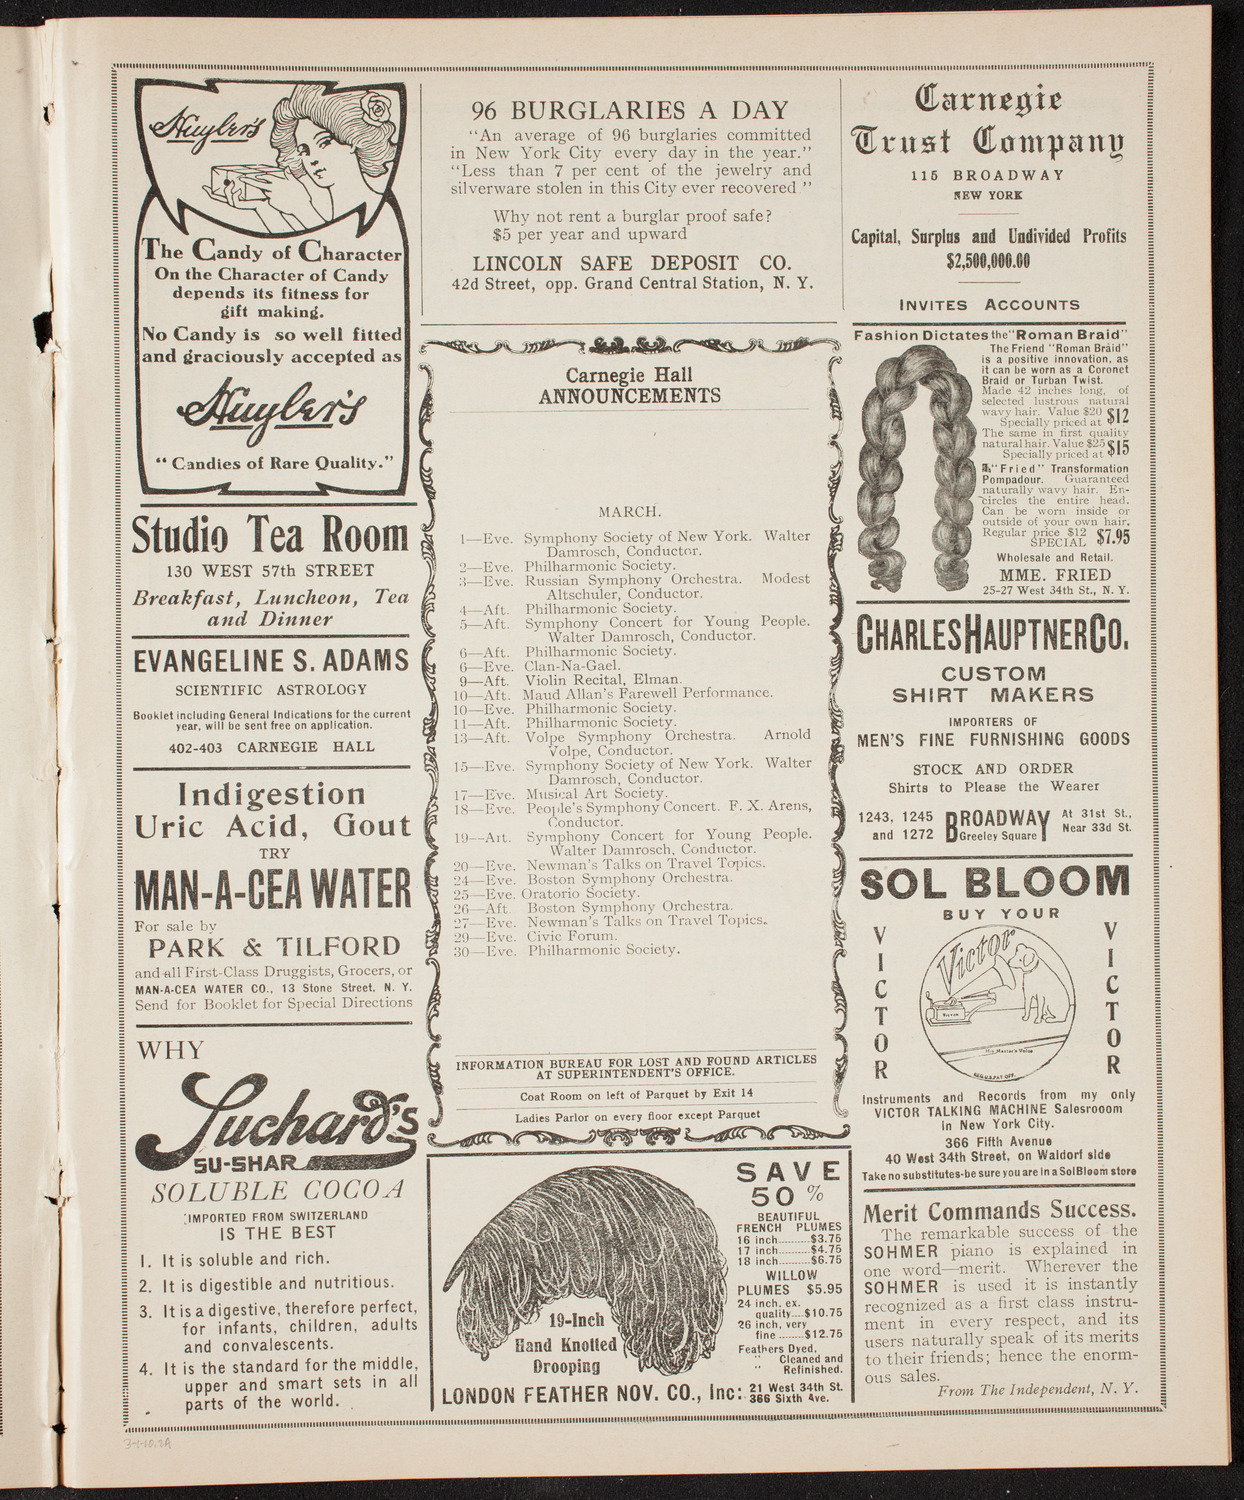 Huyler's
The Candy of Character
On the Character of Candy
depends its fitness for
gift making.
No Candy is so well fitted
and graciously accepted as
Huyler's
"Candies of Rare Quality."
Studio Tea Room
130 WEST 57th STREET
Breakfast, Luncheon, Tea
and Dinner
EVANGELINE S. ADAMS
SCIENTIFIC ASTROLOGY
Booklet including General Indications for the current
year, will be sent free on application.
402-403 CARNEGIE HALL
Indigestion
Uric Acid, Gout
TRY
MAN-A-CEA WATER
For sale by
PARK & TILFORD
and all First-Class Druggists, Grocers, or
MAN-A-CEA WATER CO., 13 Stone Street, N. Y.
Send for Booklet for Special Directions
WHY
Suchard's
SU-SHAR
SOLUBLE COCOA
IMPORTED FROM SWITZERLAND
IS THE BEST
1. It is soluble and rich.
2. It is digestible and nutritious.
3. It is a digestive, therefore perfect,
for infants, children, adults
and convalescents.
4. It is the standard for the middle,
upper and smart sets in all
parts of the world.
96 BURGLARIES A DAY
"An average of 96 burglaries committed
in New York City every day in the year."
"Less than 7 per cent of the jewelry and
silverware stolen in this City ever recovered"
Why not rent a burglar proof safe?
$5 per year and upward
LINCOLN SAFE DEPOSIT CO.
42d Street, opp. Grand Central Station, N. Y.
Carnegie Hall
ANNOUNCEMENTS
MARCH.
1—Eve. Symphony Society of New York. Walter
Damrosch, Conductor.
2—Eve. Philharmonic Society.
3—Eve. Russian Symphony Orchestra. Modest
Altschuler, Conductor.
4—Aft. Philharmonic Society.
5—Aft. Symphony Concert for Young People.
Walter Damrosch, Conductor.
6—Aft. Philharmonic Society.
6—Eve. Clan-Na-Gael.
9—Aft. Violin Recital, Elman.
10—Aft. Maud Allan's Farewell Performance.
10—Eve. Philharmonic Society.
11—Aft. Philharmonic Society.
13—Aft. Volpe Symphony Orchestra. Arnold
Volpe, Conductor.
15—Eve. Symphony Society of New York. Walter
Damrosch, Conductor.
17—Eve. Musical Art Society.
18—Eve. People's Symphony Concert. F. X. Arens,
Conductor.
19—Aft. Symphony Concert for Young People.
Walter Damrosch, Conductor.
20—Eve. Newman's Talks on Travel Topics.
24—Eve. Boston Symphony Orchestra.
25—Eve. Oratorio Society.
26—Aft. Boston Symphony Orchestra.
27—Eve. Newman's Talks on Travel Topics.
29—Eve. Civic Forum.
30—Eve. Philharmonic Society.
INFORMATION BUREAU FOR LOST AND FOUND ARTICLES
AT SUPERINTENDENT'S OFFICE.
Coat Room on left of Parquet by Exit 14
Ladies Parlor on every floor except Parquet
19-Inch
Hand Knotted
Drooping
SAVE
50 %
BEAUTIFUL
FRENCH PLUMES
16 inch..........$3.75
17 inch..........$4.75
18 inch..........$6.75
WILLOW
PLUMES $5.95
24 inch, ex.
quality....$10.75
26 inch, very
fine........$12.75
Feathers Dyed,
" Cleaned and
" Refinished.
LONDON FEATHER NOV. CO., Inc: 21 West 34th St.
366 Sixth Ave.
Carnegie
Trust Company
115 BROADWAY
NEW YORK
Capital, Surplus and Undivided Profits
$2,500,000.00
INVITES ACCOUNTS
Fashion Dictates the "Roman Braid"
The Friend "Roman Braid"
is a positive innovation, as
it can be worn as a Coronet
Braid or Turban Twist.
Made 42 inches long, of
selected lustrous natural
wavy hair. Value $20
Specially priced at $12
The same in first quality
natural hair. Value $25
Specially priced at $15
"Fried" Transformation
Pompadour. Guaranteed
naturally wavy hair. En-
circles the entire head.
Can be worn inside or
outside of your own hair.
Regular price $12
SPECIAL $7.95
Wholesale and Retail.
MME. FRIED
25-27 West 34th St., N. Y.
CHARLES HAUPTNER CO.
CUSTOM
SHIRT MAKERS
IMPORTERS OF
MEN'S FINE FURNISHING GOODS
STOCK AND ORDER
Shirts to Please the Wearer
1243, 1245 and 1272 BROADWAY Greeley Square At 31st St., Near 33d St.
SOL BLOOM
BUY YOUR
VICTOR
Victor
His Master's Voice
REG. U.S. PAT. OFF.
VICTOR
Instruments and Records from my only
VICTOR TALKING MACHINE Salesrooom
in New York City.
366 Fifth Avenue
40 West 34th Street, on Waldorf side
Take no substitutes-be sure you are in a Sol Bloom store
Merit Commands Success.
The remarkable success of the
SOHMER piano is explained in
one word—merit. Wherever the
SOHMER is used it is instantly
recognized as a first class instru-
ment in every respect, and its
users naturally speak of its merits
to their friends; hence the enorm-
ous sales.
From The Independent, N. Y.
3-1-10.2A